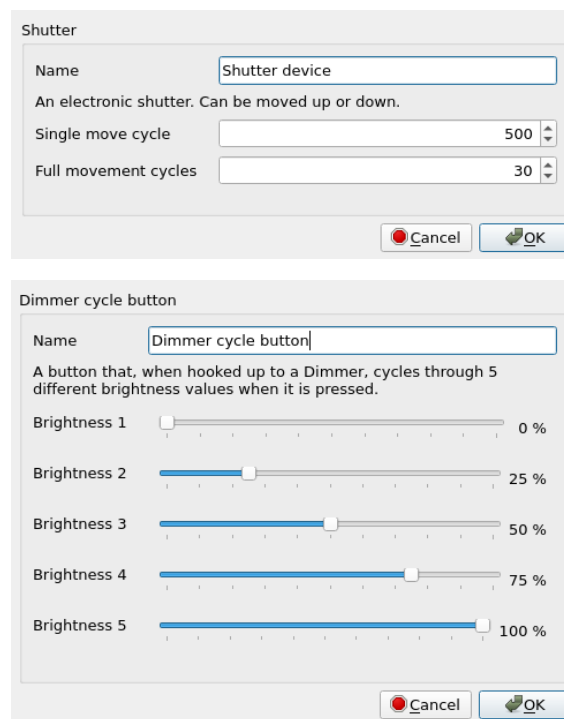 Shutter
Name Shutter device
An electronic shutter. Can be moved up or down.
Single move cycle 500
Full movement cycles 30
Cancel OK
Dimmer cycle button
Name Dimmer cycle button
A button that, when hooked up to a Dimmer, cycles through 5
different brightness values when it is pressed.
Brightness 1 0 %
Brightness 2 25 %
Brightness 3 50 %
Brightness 4 75 %
Brightness 5 100 %
Cancel OK